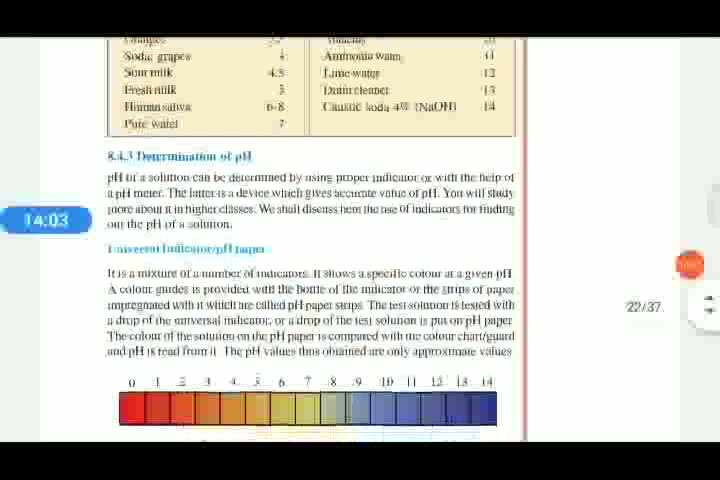 Soda, grapes 4 Ammonia water 11
Sour milk 4.5 Lime water 12
Fresh milk 5 Drain cleaner 13
Human saliva 6-8 Caustic soda 4% (NaOH) 14
Pure water 7
8.4.3 Determination of pH
pH of a solution can be determined by using proper indicator or with the help of
a pH meter. The latter is a device which gives accurate value of pH. You will study
more about it in higher classes. We shall discuss here the use of indicators for finding
out the pH of a solution.
14:03
Universal Indicator/pH paper
It is a mixture of a number of indicators. It shows a specific colour at a given pH
A colour guides is provided with the bottle of the indicator or the strips of paper
impregnated with it which are called pH paper strips. The test solution is tested with
a drop of the universal indicator, or a drop of the test solution is put on pH paper
The colour of the solution on the pH paper is compared with the colour chart/guard
and pH is read from it. The pH values thus obtained are only approximate values
22/37
0 1 2 3 4 5 6 7 8 9 10 11 12 13 14